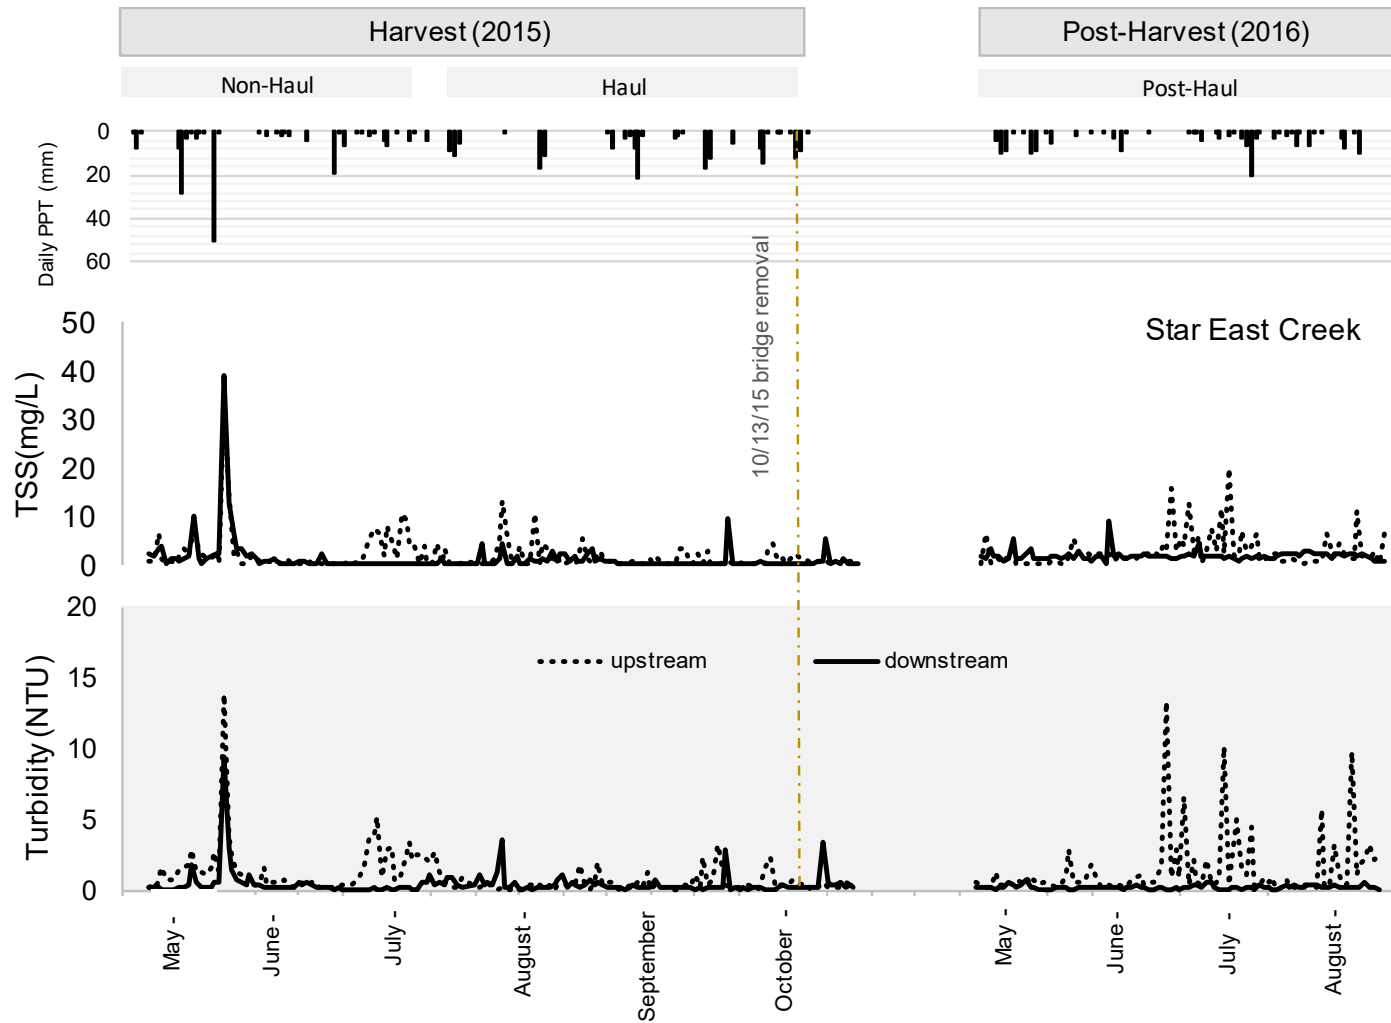 Harvest (2015)
Post-Harvest (2016)
Non-Haul
Haul
Post-Haul
Daily PPT (mm)
0
20
40
60
10/13/15 bridge removal
Star East Creek
TSS(mg/L)
50
40
30
20
10
0
Turbidity (NTU)
20
15
10
5
0
upstream
downstream
May -
June -
July -
August -
September
October -
May -
June -
July -
August -